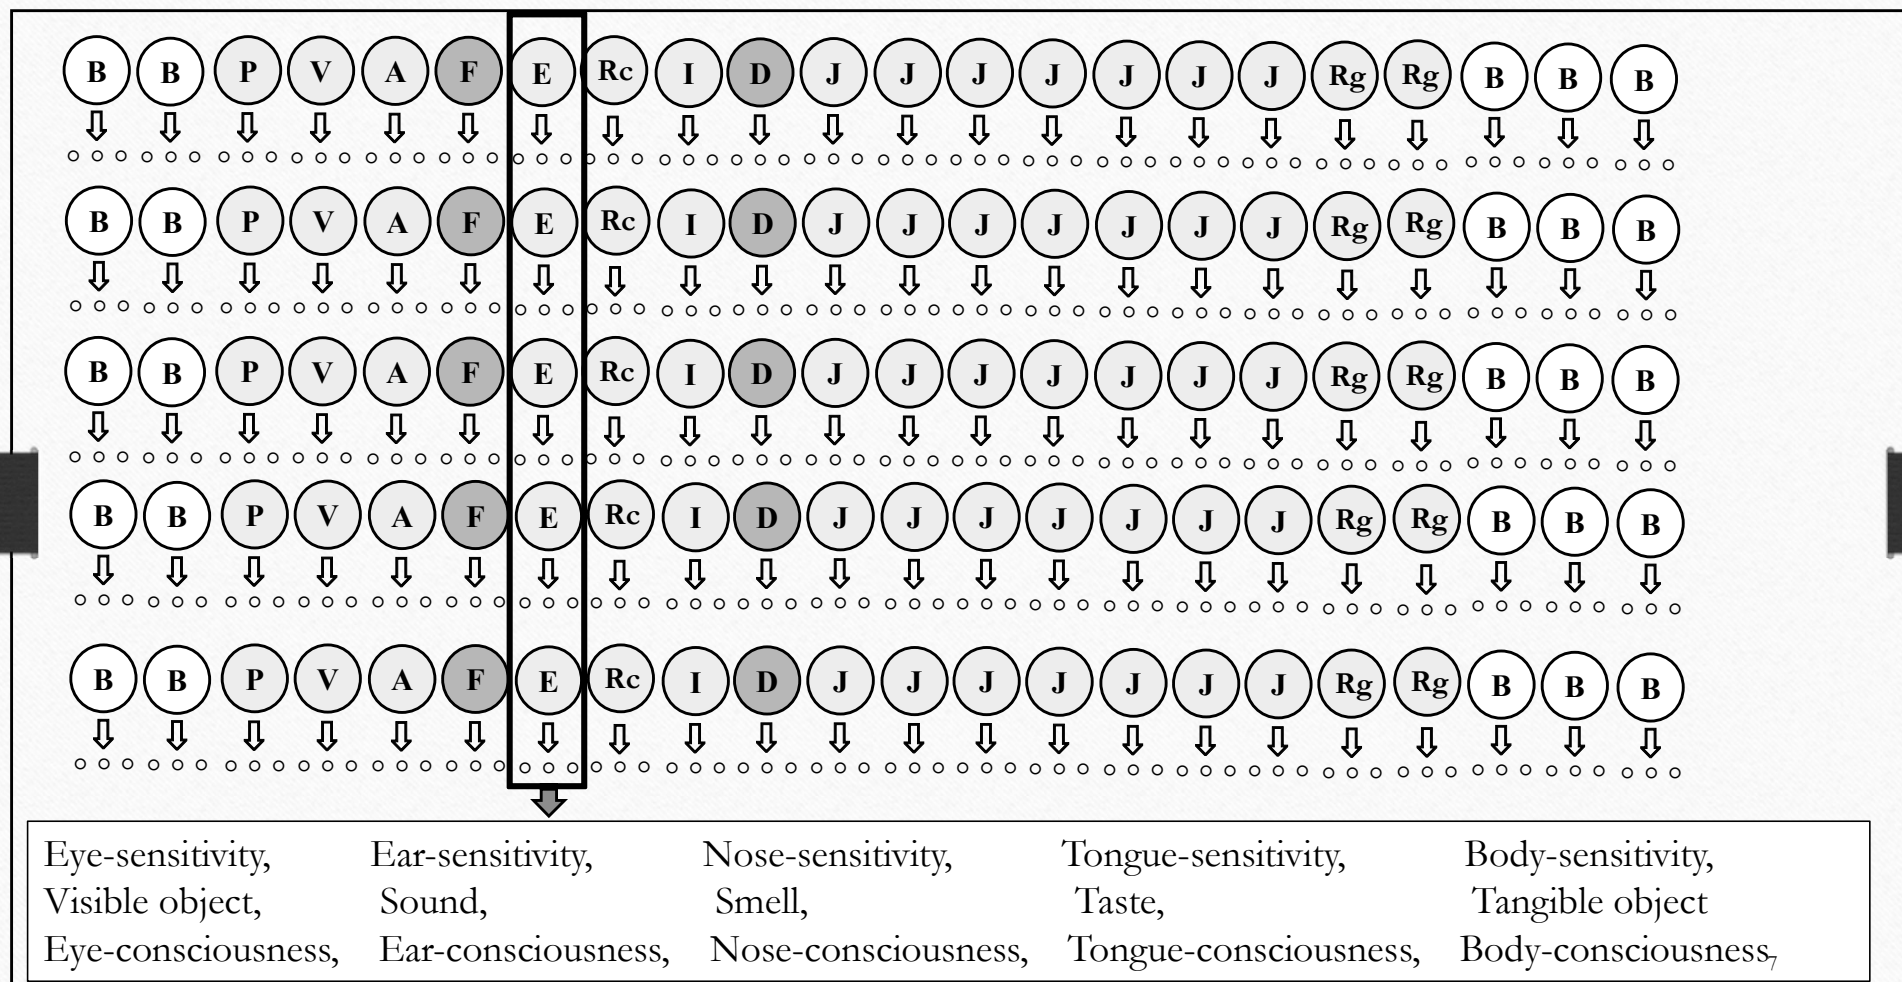 B B P V A F E Rc I D J J J J J J J Rg Rg B B B
B B P V A F E Rc I D J J J J J J J Rg Rg B B B
B B P V A F E Rc I D J J J J J J J Rg Rg B B B
B B P V A F E Rc I D J J J J J J J Rg Rg B B B
B B P V A F E Rc I D J J J J J J J Rg Rg B B B
Eye-sensitivity, Ear-sensitivity, Nose-sensitivity, Tongue-sensitivity, Body-sensitivity,
Visible object, Sound, Smell, Taste, Tangible object
Eye-consciousness, Ear-consciousness, Nose-consciousness, Tongue-consciousness, Body-consciousness,
7